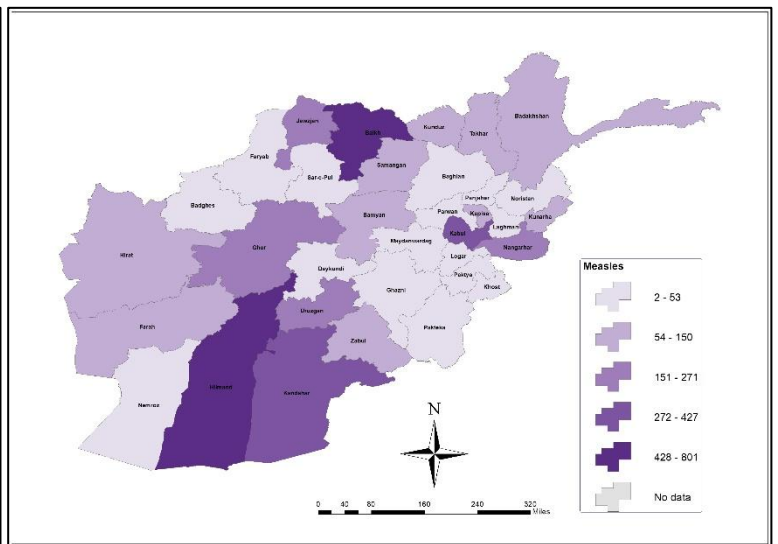 Badakhshan
Jawzjan
Balkh
Kunduz
Takhar
Faryab
Samangan
Sar-e-Pul
Baghlan
Badghes
Panjsher
Noristan
Bamyan
Parwan
Kapisa
Kunarha
Laghman
Kabul
Hirat
Ghor
Maydanwardag
Nangarhar
Logar
Daykundi
Paktya
Ghazni
Khost
Farah
Uruzgan
Paktika
Zabul
Hilmand
Kandahar
Nemroz
Measles
2 - 53
54 - 150
151 - 271
272 - 427
428 - 801
No data
N
0 40 80 160 240 320
Miles